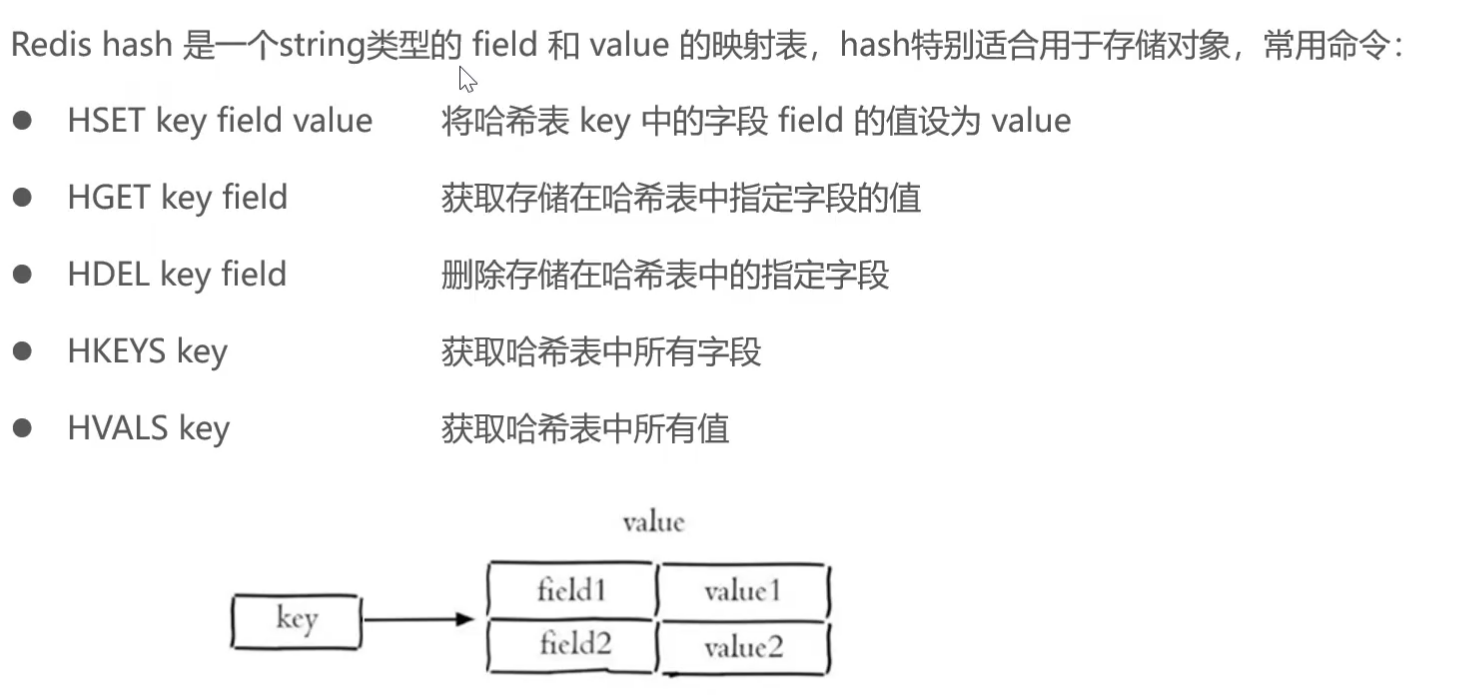 Redis hash 是一个string类型的 field 和 value 的映射表，hash特别适合用于存储对象，常用命令：
● HSET key field value 将哈希表 key 中的字段 field 的值设为 value
● HGET key field 获取存储在哈希表中指定字段的值
● HDEL key field 删除存储在哈希表中的指定字段
● HKEYS key 获取哈希表中所有字段
● HVALS key 获取哈希表中所有值
value
field1 value1
key
field2 value2